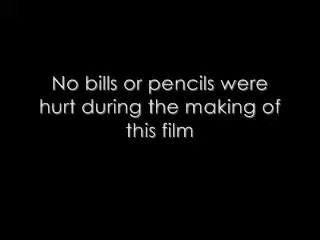 No bills or pencils were
hurt during the making of
this film